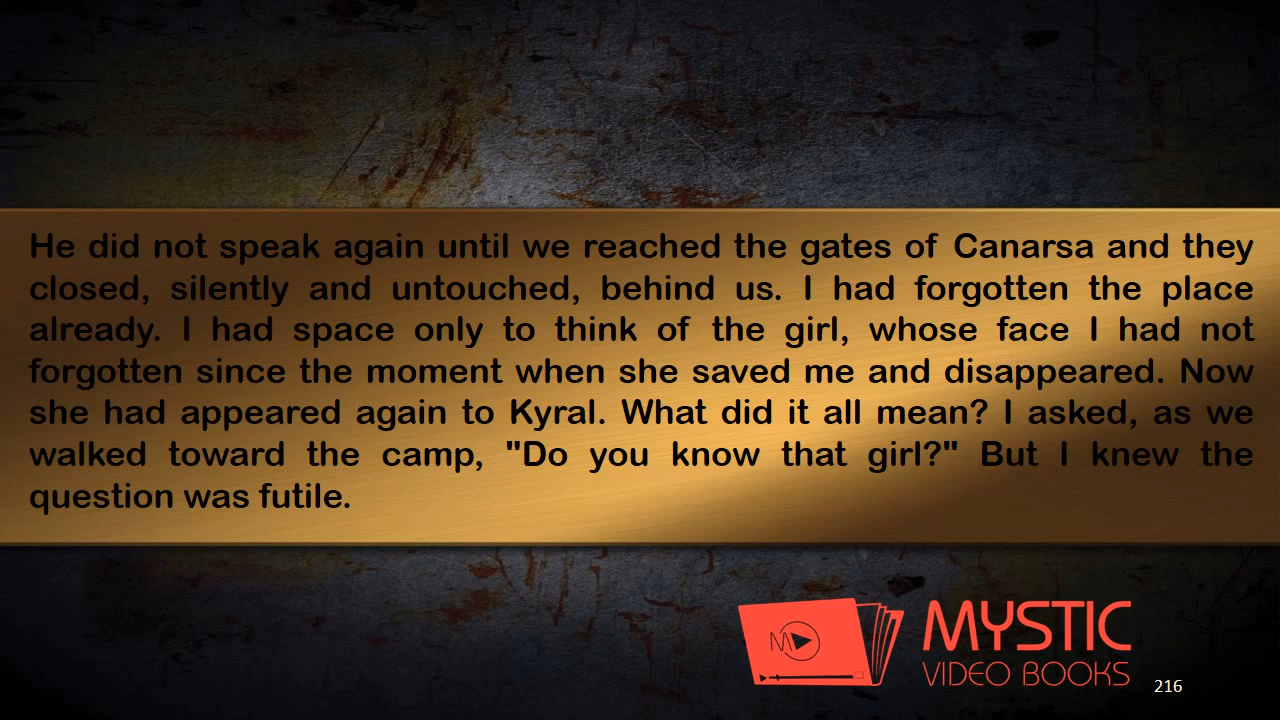 He did not speak again until we reached the gates of Canarsa and they
closed, silently and untouched, behind us. I had forgotten the place
already. I had space only to think of the girl, whose face I had not
forgotten since the moment when she saved me and disappeared. Now
she had appeared again to Kyral. What did it all mean? I asked, as we
walked toward the camp, "Do you know that girl?" But I knew the
question was futile.
M
MYSTIC
VIDEO BOOKS
216